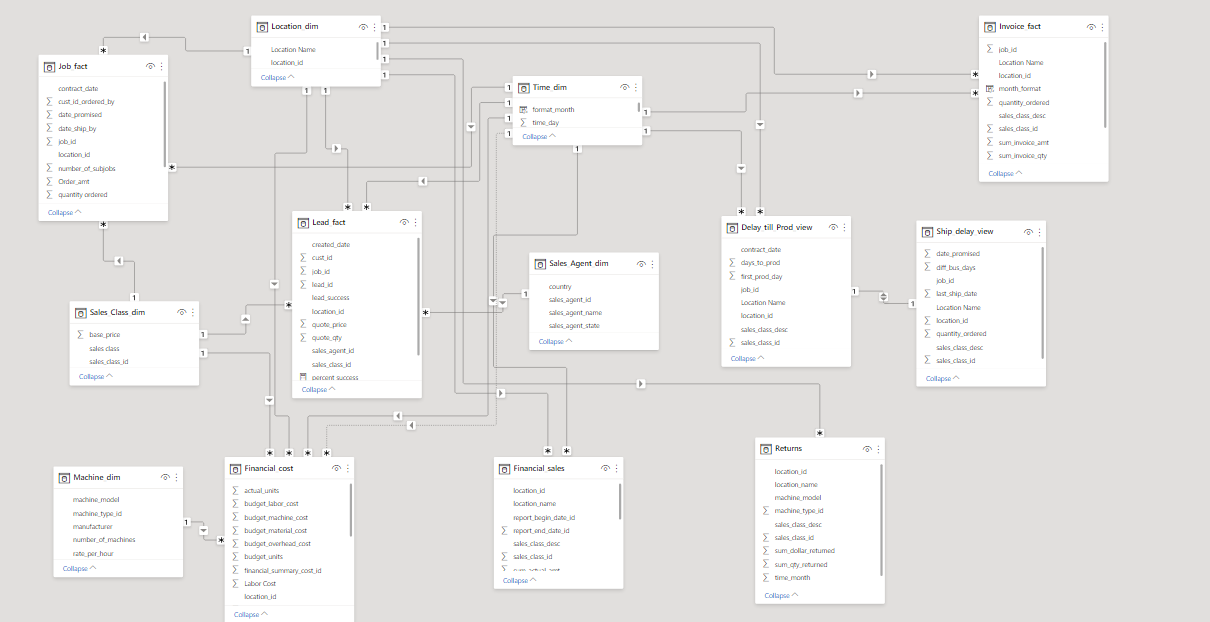 Location dim
Location Name
location_id
Collapse
Job fact
contract_date
cust_id_ordered_by
date_promised
date_ship_by
job_id
location_id
number_of_subjobs
Order_amt
quantity ordered
Collapse
Time dim
format_month
time_day
Collapse
Invoice fact
job_id
Location Name
location_id
month_format
quantity_ordered
sales_class_desc
sales_class_id
sum_invoice_amt
sum_invoice_qty
Collapse
Lead fact
created_date
cust_id
job_id
lead_id
lead_success
location_id
quote_price
quote_qty
sales_agent_id
sales_class_id
percent success
Collapse
Sales Agent dim
country
sales_agent_id
sales_agent_name
sales_agent_state
Collapse
Delay till Prod view
contract_date
days_to_prod
first_prod_day
job_id
Location Name
location_id
sales_class_desc
sales_class_id
Collapse
Ship delay view
date_promised
diff_bus_days
job_id
last_ship_date
Location Name
location_id
quantity_ordered
sales_class_desc
sales_class_id
Collapse
Sales Class dim
base_price
sales class
sales_class_id
Collapse
Machine dim
machine_model
machine_type_id
manufacturer
number_of_machines
rate_per_hour
Collapse
Financial cost
actual_units
budget_labor_cost
budget_machine_cost
budget_material_cost
budget_overhead_cost
budget_units
financial_summary_cost_id
Labor Cost
location_id
Collapse
Financial sales
location_id
location_name
report_begin_date_id
report_end_date_id
sales_class_desc
sales_class_id
sum_actual_amt
Collapse
Returns
location_id
location_name
machine_model
machine_type_id
sales_class_desc
sales_class_id
sum_dollar_returned
sum_qty_returned
time_month
Collapse